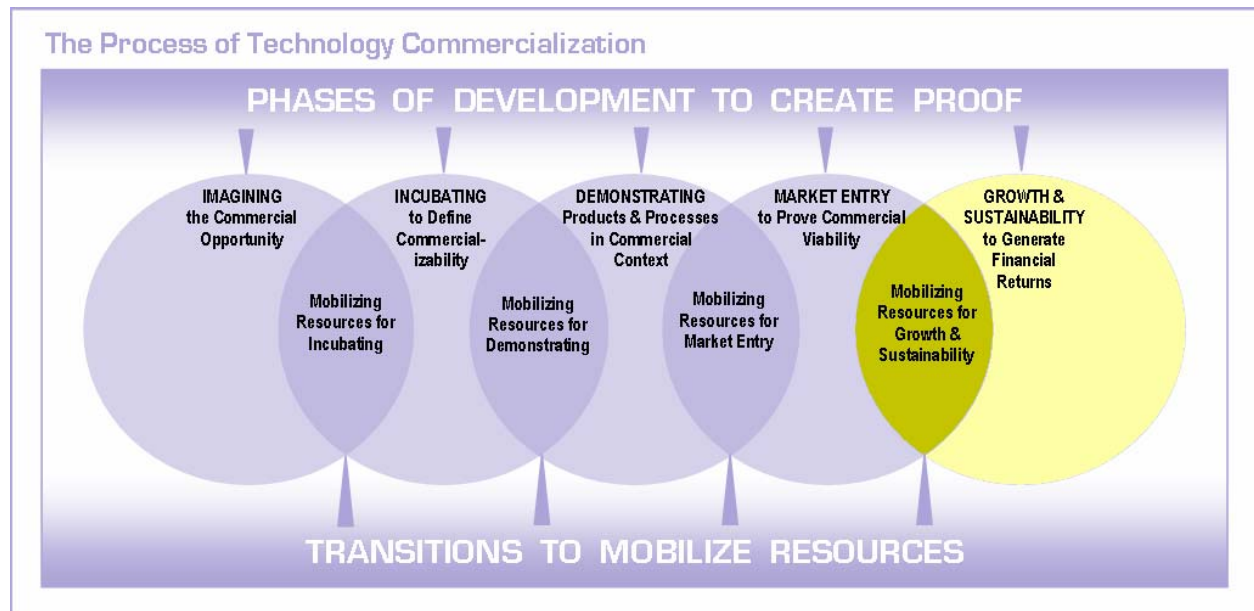 The Process of Technology Commercialization
PHASES OF DEVELOPMENT TO CREATE PROOF
IMAGINING
the Commercial
Opportunity
INCUBATING
to Define
Commercial-
izability
DEMONSTRATING
Products & Processes
in Commercial
Context
MARKET ENTRY
to Prove Commercial
Viability
GROWTH &
SUSTAINABILITY
to Generate
Financial
Returns
Mobilizing
Resources for
Incubating
Mobilizing
Resources for
Demonstrating
Mobilizing
Resources for
Market Entry
Mobilizing
Resources for
Growth &
Sustainability
TRANSITIONS TO MOBILIZE RESOURCES